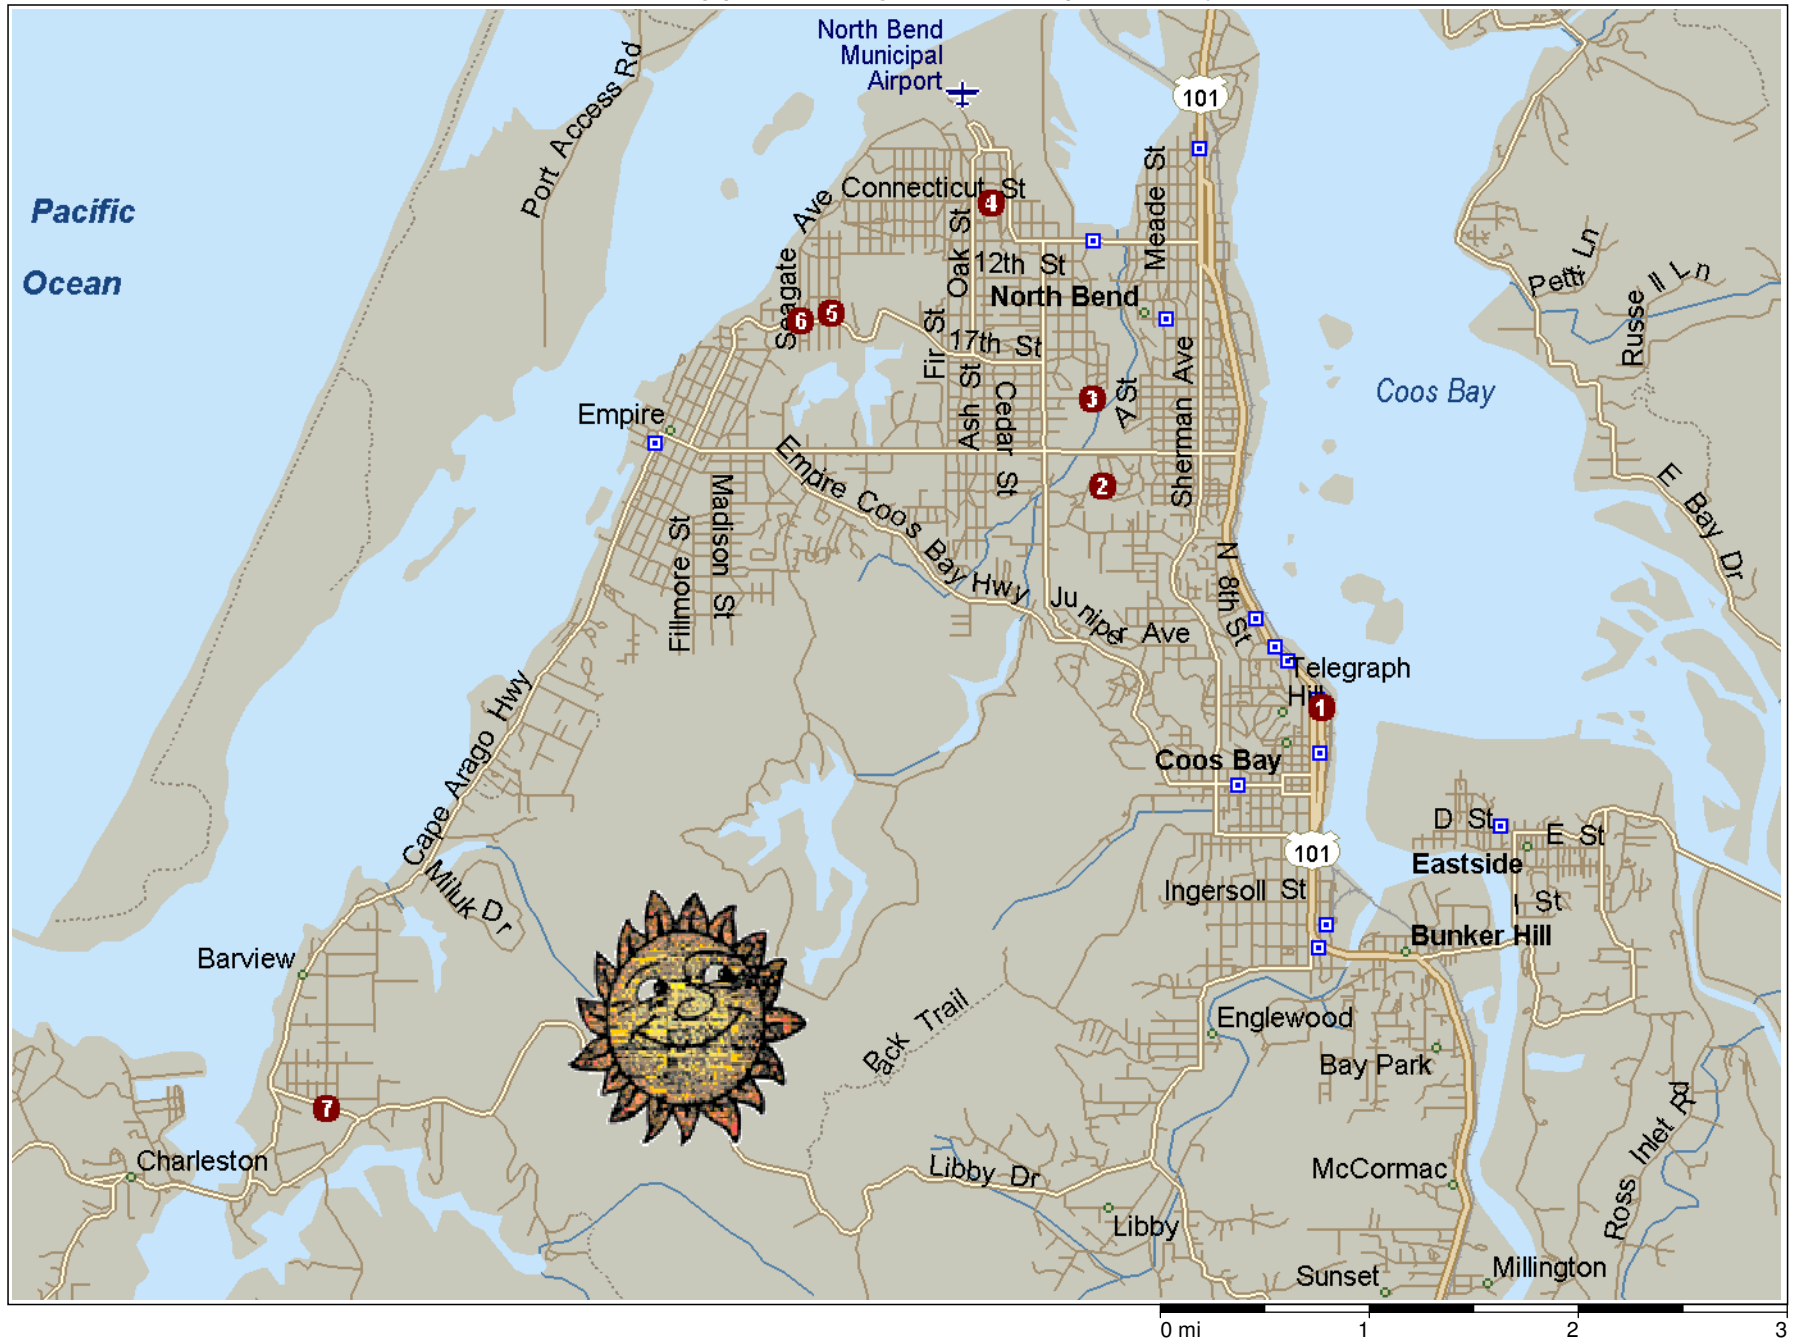 North Bend
Municipal
Airport
101
Port Access Rd
Pacific
Ocean
Connecticut St
4
Meade St
Seagate Ave
Oak St
12th St
North Bend
Pett Ln
Russell Ln
6
5
Fir St
17th St
Ash St
Cedar St
3
A St
Sherman Ave
Coos Bay
Empire
Empire Coos Bay Hwy
2
E Bay Dr
Madison St
Fillmore St
N 8th St
Juniper Ave
Telegraph
Hill
1
Cape Arago Hwy
Coos Bay
D St
E St
101
Eastside
Miluk Dr
Ingersoll St
I St
Bunker Hill
Barview
Pack Trail
Englewood
Bay Park
7
Ross Inlet Rd
Charleston
Libby Dr
McCormac
Libby
Sunset
Millington
0 mi
1
2
3